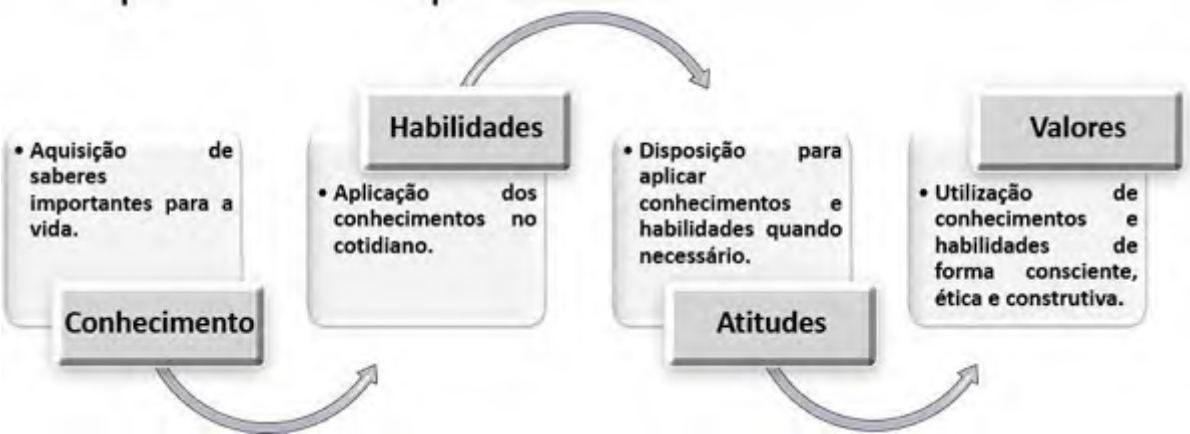 • Aquisição de
saberes
importantes para a
vida.
Conhecimento
Habilidades
• Aplicação dos
conhecimentos no
cotidiano.
• Disposição para
aplicar
conhecimentos e
habilidades quando
necessário.
Atitudes
Valores
• Utilização de
conhecimentos e
habilidades de
forma consciente,
ética e construtiva.